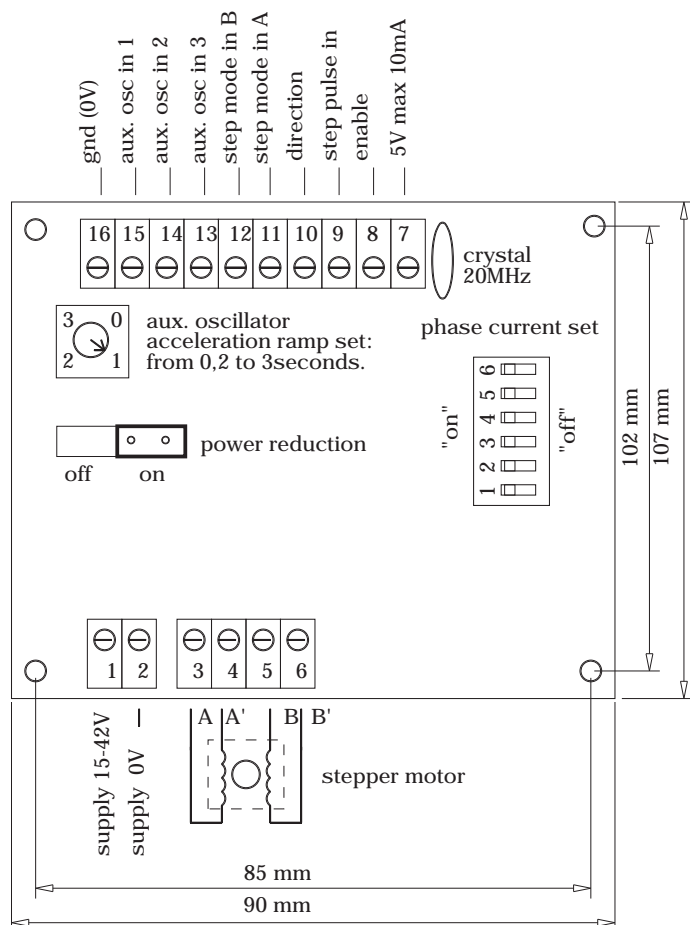 gnd (0V)
aux. osc in 1
aux. osc in 2
aux. osc in 3
step mode in B
step mode in A
direction
step pulse in
enable
5V max 10mA
16 15 14 13 12 11 10 9 8 7
crystal
20MHz
3 0
2 1
aux. oscillator
acceleration ramp set:
from 0,2 to 3seconds.
phase current set
"on"
6
5
4
3
2
1
"off"
power reduction
off on
102 mm
107 mm
1 2 3 4 5 6
A A' B B'
supply 15-42V
supply 0V
stepper motor
85 mm
90 mm